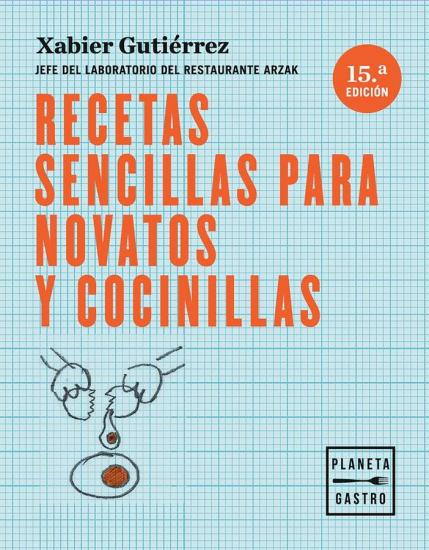 Xabier Gutiérrez
JEFE DEL LABORATORIO DEL RESTAURANTE ARZAK
15.ª
EDICIÓN
RECETAS
SENCILLAS PARA
NOVATOS
Y COCINILLAS
PLANETA
GASTRO